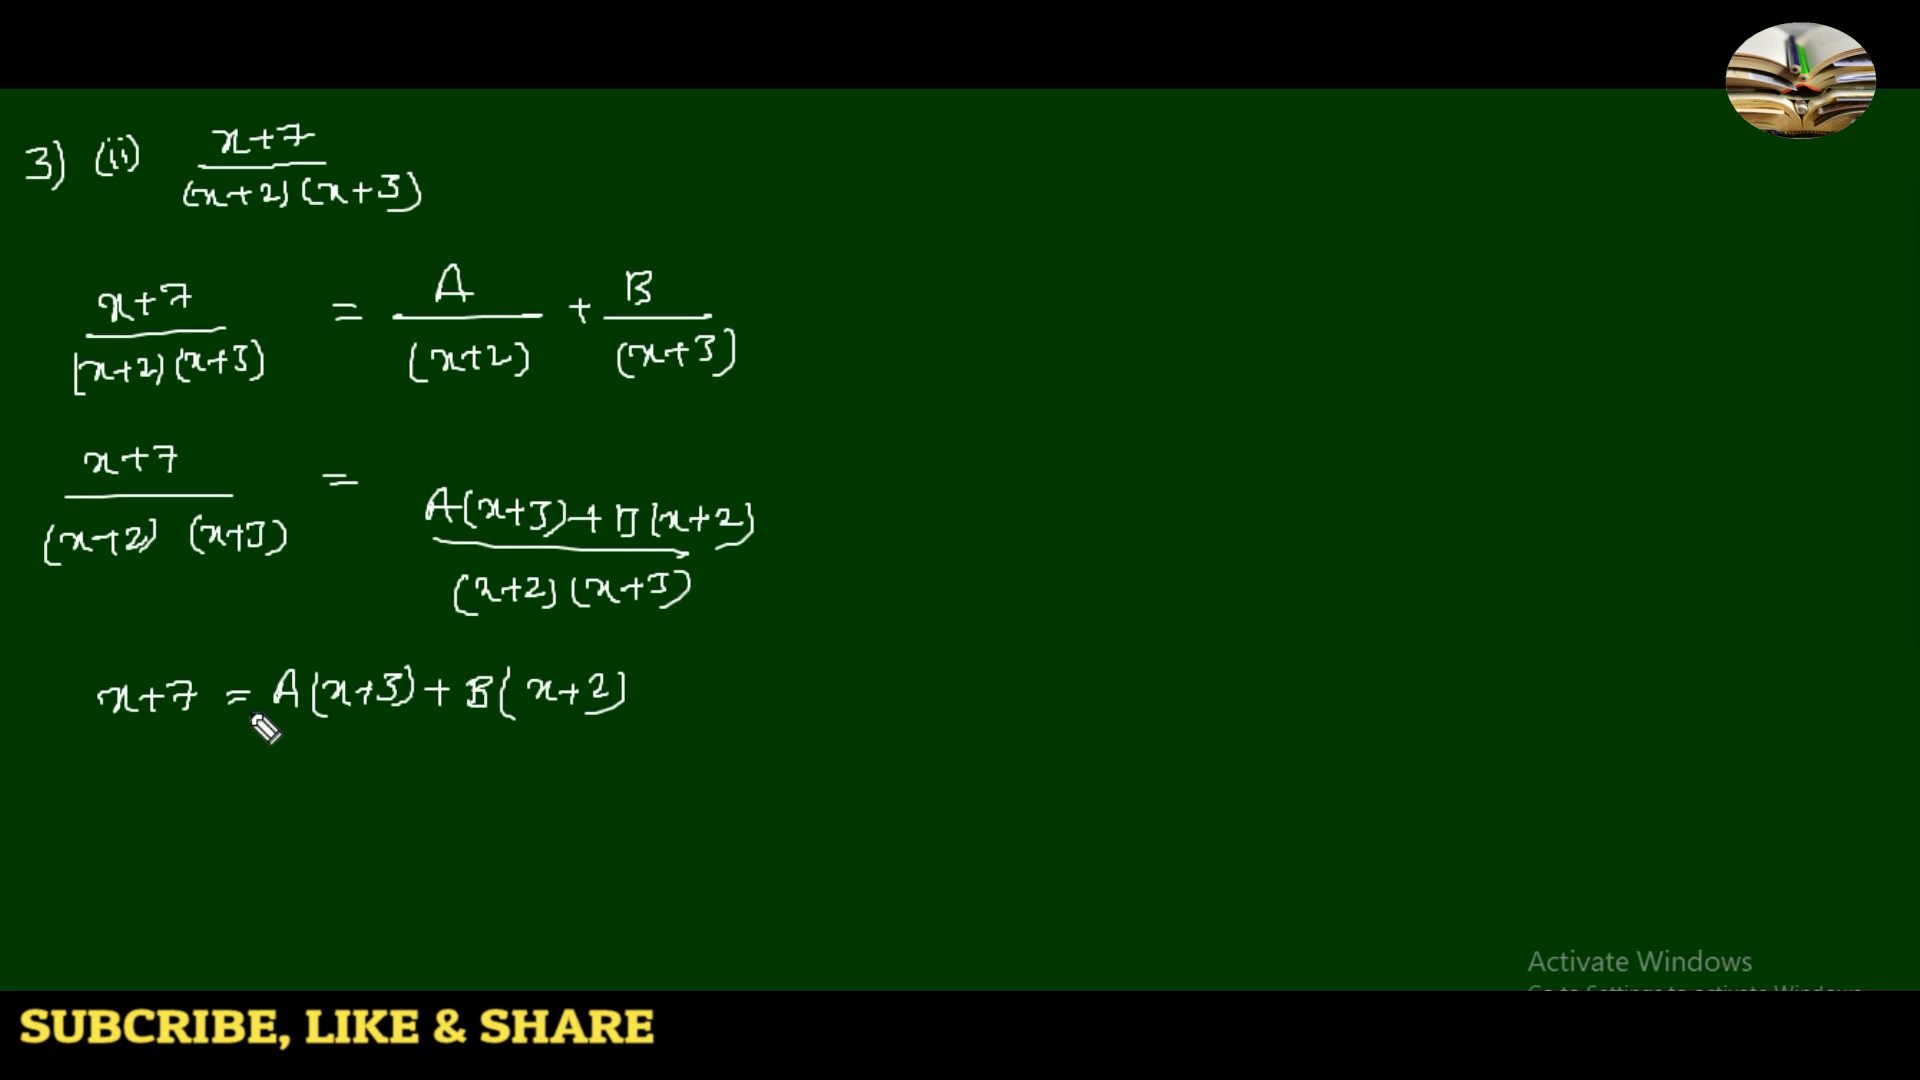 3) (ii) x+7
(x+2)(x+3)
x+7 = A + B
(x+2)(x+3) (x+2) (x+3)
x+7 = A(x+3)+B(x+2)
(x+2) (x+3) (x+2)(x+3)
x+7 = A(x+3)+B(x+2)
Activate Windows
SUBCRIBE, LIKE & SHARE